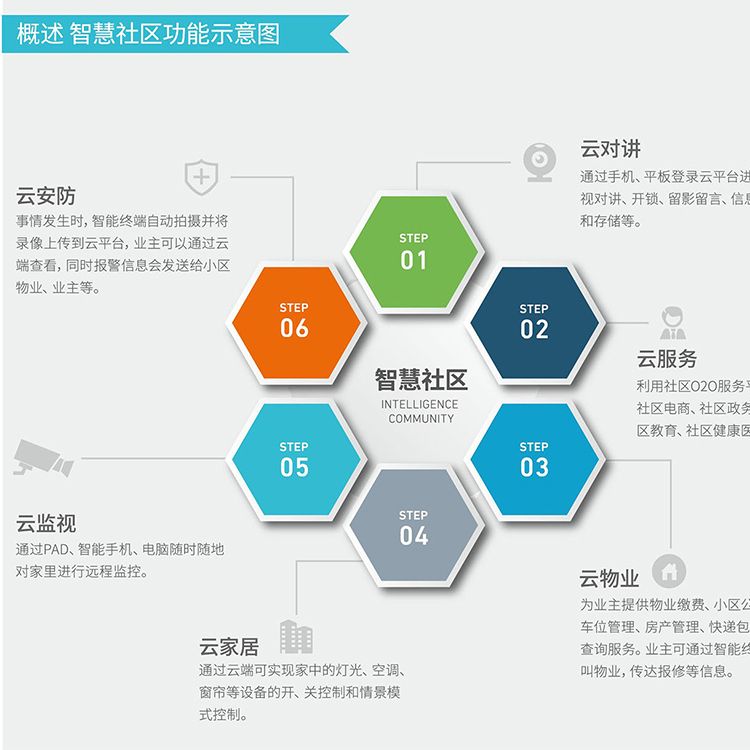 概述 智慧社区功能示意图
云对讲
通过手机、平板登录云平台进
视对讲、开锁、留影留言、信息
和存储等。
云安防
事情发生时，智能终端自动拍摄并将
录像上传到云平台，业主可以通过云
端查看，同时报警信息会发送给小区
物业、业主等。
STEP
01
STEP
06
STEP
02
云服务
利用社区O2O服务平
社区电商、社区政务
区教育、社区健康医
智慧社区
INTELLIGENCE
COMMUNITY
STEP
05
STEP
03
STEP
04
云监视
通过PAD、智能手机、电脑随时随地
对家里进行远程监控。
云物业
为业主提供物业缴费、小区公
车位管理、房产管理、快递包
查询服务。业主可通过智能终
叫物业，传达报修等信息。
云家居
通过云端可实现家中的灯光、空调、
窗帘等设备的开、关控制和情景模
式控制。